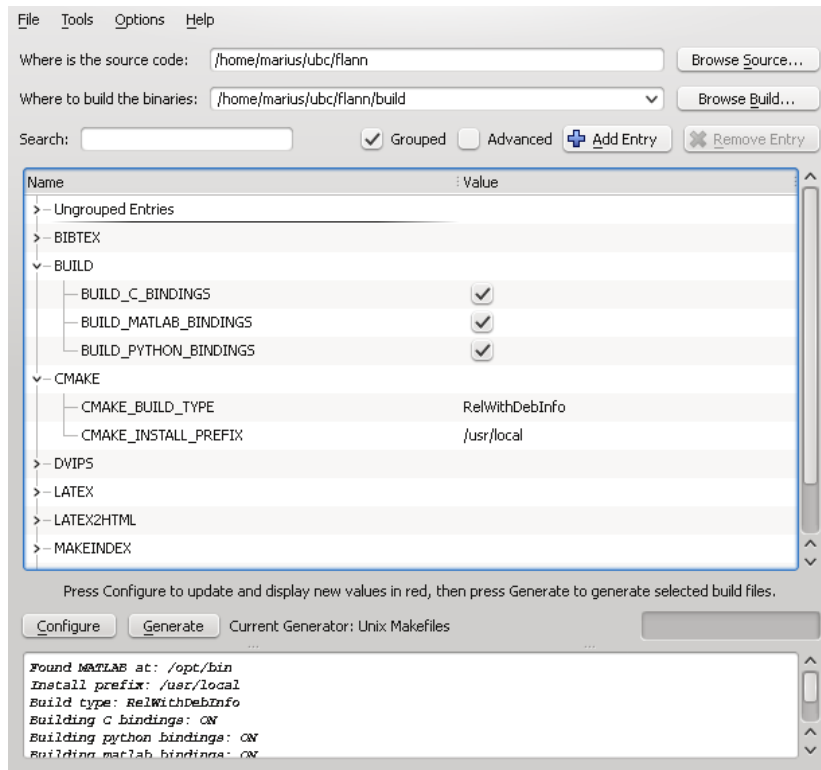 File Tools Options Help
Where is the source code: /home/marius/ubc/flann Browse Source...
Where to build the binaries: /home/marius/ubc/flann/build Browse Build...
Search: Grouped Advanced Add Entry Remove Entry
Name Value
Ungrouped Entries
BIBTEX
BUILD
BUILD_C_BINDINGS
BUILD_MATLAB_BINDINGS
BUILD_PYTHON_BINDINGS
CMAKE
CMAKE_BUILD_TYPE RelWithDebInfo
CMAKE_INSTALL_PREFIX /usr/local
DVIPS
LATEX
LATEX2HTML
MAKEINDEX
Press Configure to update and display new values in red, then press Generate to generate selected build files.
Configure Generate Current Generator: Unix Makefiles
Found MATLAB at: /opt/bin
Install prefix: /usr/local
Build type: RelWithDebInfo
Building C bindings: ON
Building python bindings: ON
Building matlab bindings: ON